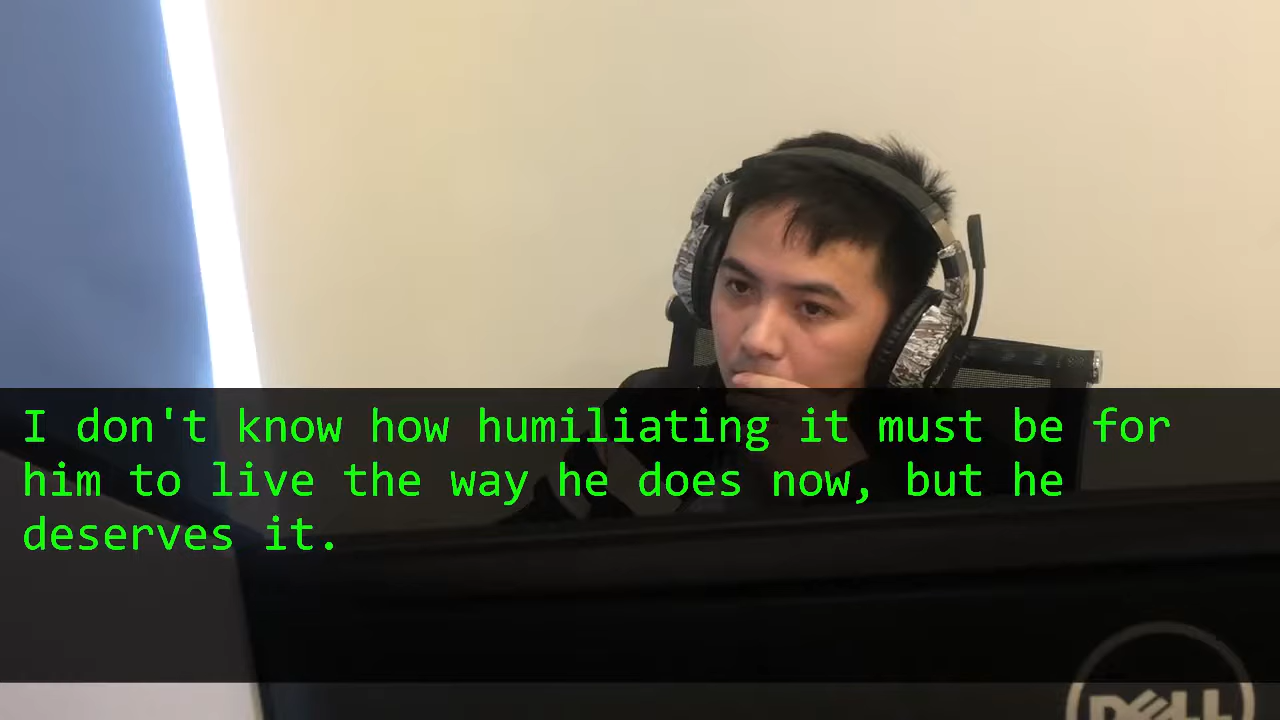 I don't know how humiliating it must be for
him to live the way he does now, but he
deserves it.
DELL